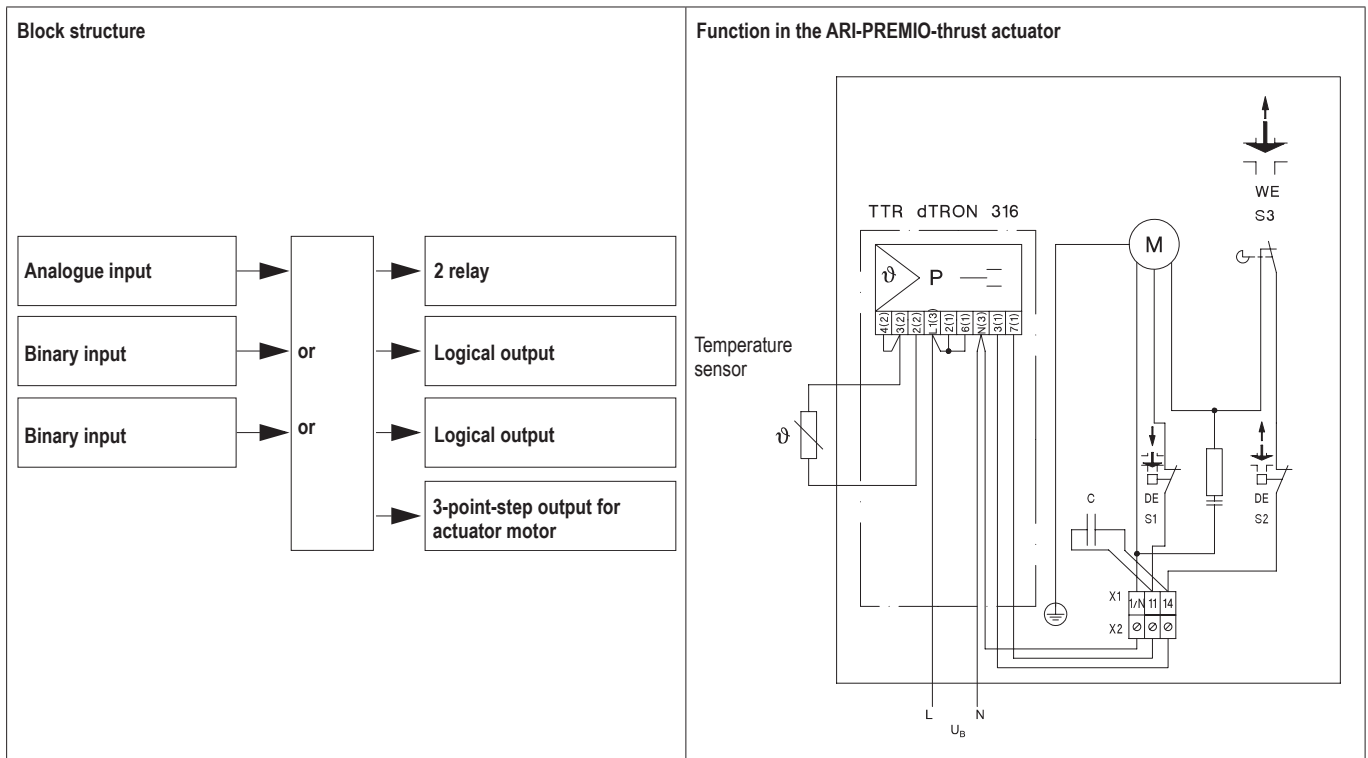 Block structure
Analogue input
Binary input
Binary input
or
or
2 relay
Logical output
Logical output
3-point-step output for
actuator motor
Function in the ARI-PREMIO-thrust actuator
WE
S3
TTR dTRON 316
M
ϑ P
4(2) 3(2) 2(2) L1(3) 2(1) 6(1) N(3) 3(1) 7(1)
Temperature
sensor
ϑ
C
DE
S1
DE
S2
X1 1/N 11 14
X2
L N
UB